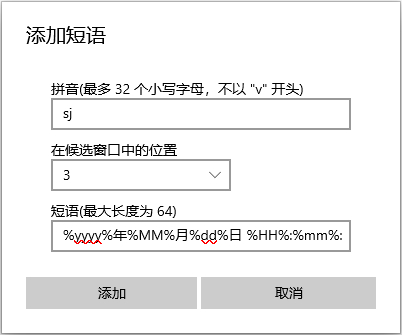 添加短语
拼音(最多 32 个小写字母，不以 "v" 开头)
sj
在候选窗口中的位置
3
短语(最大长度为 64)
%yyyy%年%MM%月%dd%日 %HH%:%mm%:
添加
取消